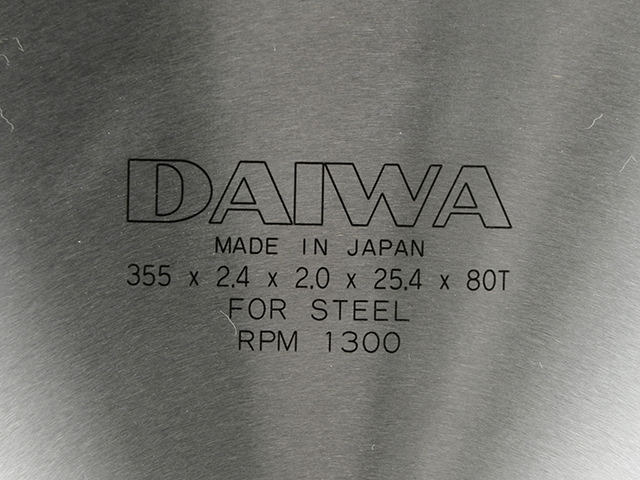 DAIWA
MADE IN JAPAN
355 x 2.4 x 2.0 x 25.4 x 80T
FOR STEEL
RPM 1300